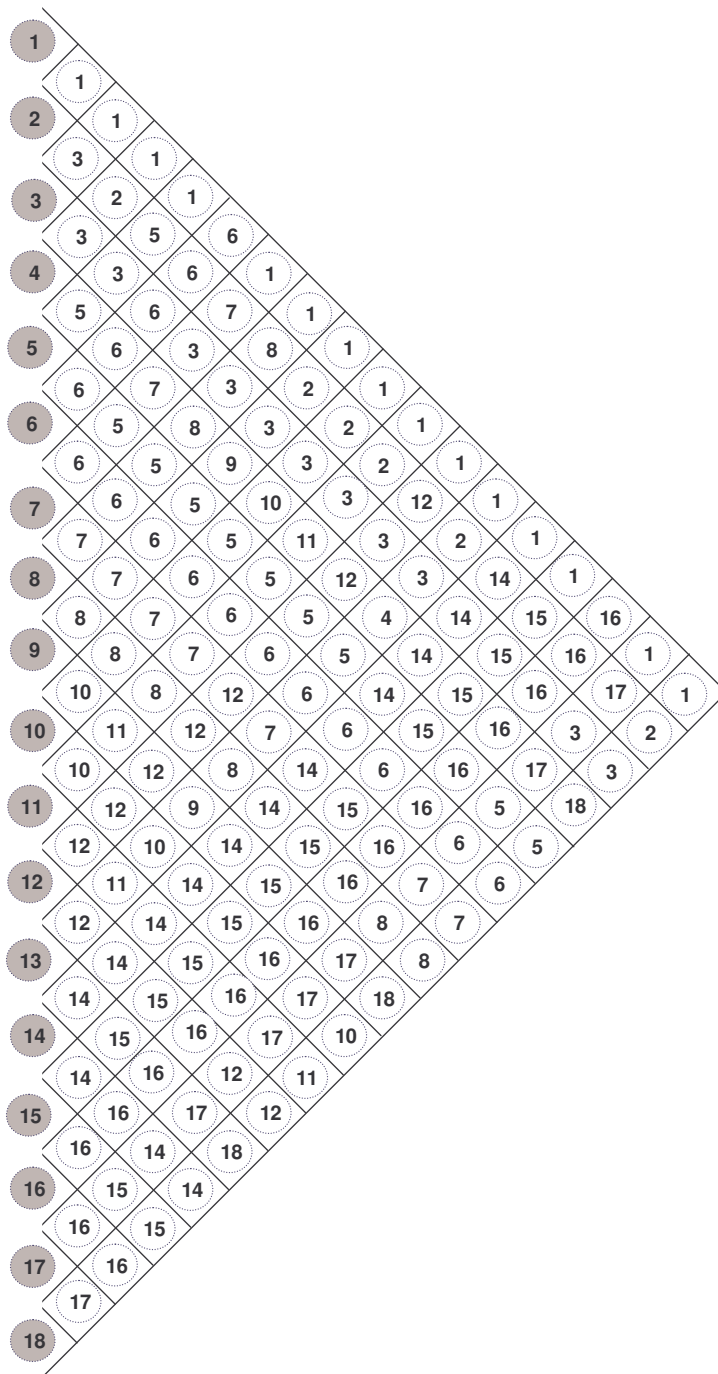 1
1
2 1
3 1
3 2 1
3 5 6
4 3 6 1
5 6 7 1
5 6 3 8 1
6 7 3 2 1
6 5 8 3 2 1
6 5 9 3 2 1
7 6 5 10 3 12 1
7 6 5 11 3 2 1
8 7 6 5 12 3 14 1
8 7 6 5 4 14 15 16
9 8 7 6 5 14 15 16 1
10 8 12 6 14 15 16 17 1
10 11 12 7 6 15 16 3 2
10 12 8 14 6 16 17 3
11 12 9 14 15 16 5 18
12 10 14 15 16 6 5
12 11 14 15 16 7 6
12 14 15 16 8 7
13 14 15 16 17 8
14 15 16 17 18
14 15 16 17 10
14 16 12 11
15 16 17 12
16 14 18
16 15 14
16 15
17 16
17
18